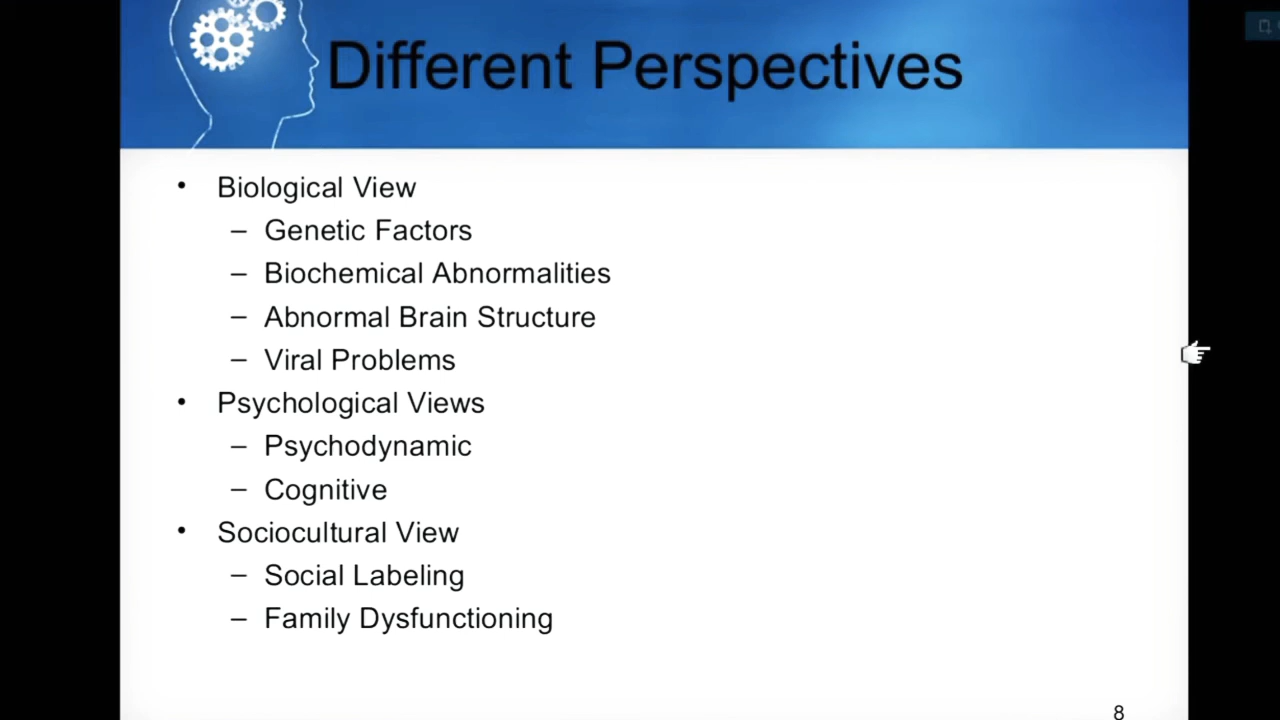 Different Perspectives
• Biological View
– Genetic Factors
– Biochemical Abnormalities
– Abnormal Brain Structure
– Viral Problems
• Psychological Views
– Psychodynamic
– Cognitive
• Sociocultural View
– Social Labeling
– Family Dysfunctioning
8